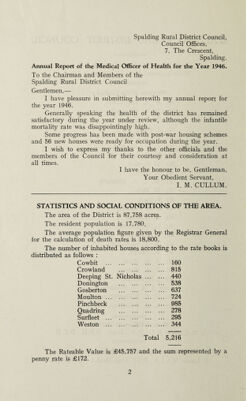 Spalding Rural District Council,
Council Offices,
7, The Crescent,
Spalding.
Annual Report of the Medical Officer of Health for the Year 1946.
To the Chairman and Members of the
Spalding Rural District Council
Gentlemen,—
I have pleasure in submitting herewith my annual report for
the year 1946.
Generally speaking the health of the district has remained
satisfactory during the year under review, although the infantile
mortality rate was disappointingly high.
Some progress has been made with post-war housing schemes
and 56 new houses were ready for occupation during the year.
I wish to express my thanks to the other officials and the
members of the Council for their courtesy and consideration at
all times.
I have the honour to be, Gentlemen,
Your Obedient Servant,
I. M. CULLUM.
STATISTICS AND SOCIAL CONDITIONS OF THE AREA.
The area of the District is 87,758 acres.
The resident population is 17,780.
The average population figure given by the Registrar General
for the calculation of death rates is 18,800.
The number of inhabited houses according to the rate books is
distributed as follows :
Cowbit ... ... ... ... 160
Crowland ... ... ... 815
Deeping St. Nicholas ... ... 440
Donington ... ... ... 538
Gosberton ... ... ... 637
Moulton ... ... ... ... 724
Pinchbeck ... ... ... 985
Quadring ... ... ... 278
Surfleet ... ... ... ... 295
Weston ... ... ... ... 344
Total 5,216
The Rateable Value is £45,757 and the sum represented by a
penny rate is £172.
2